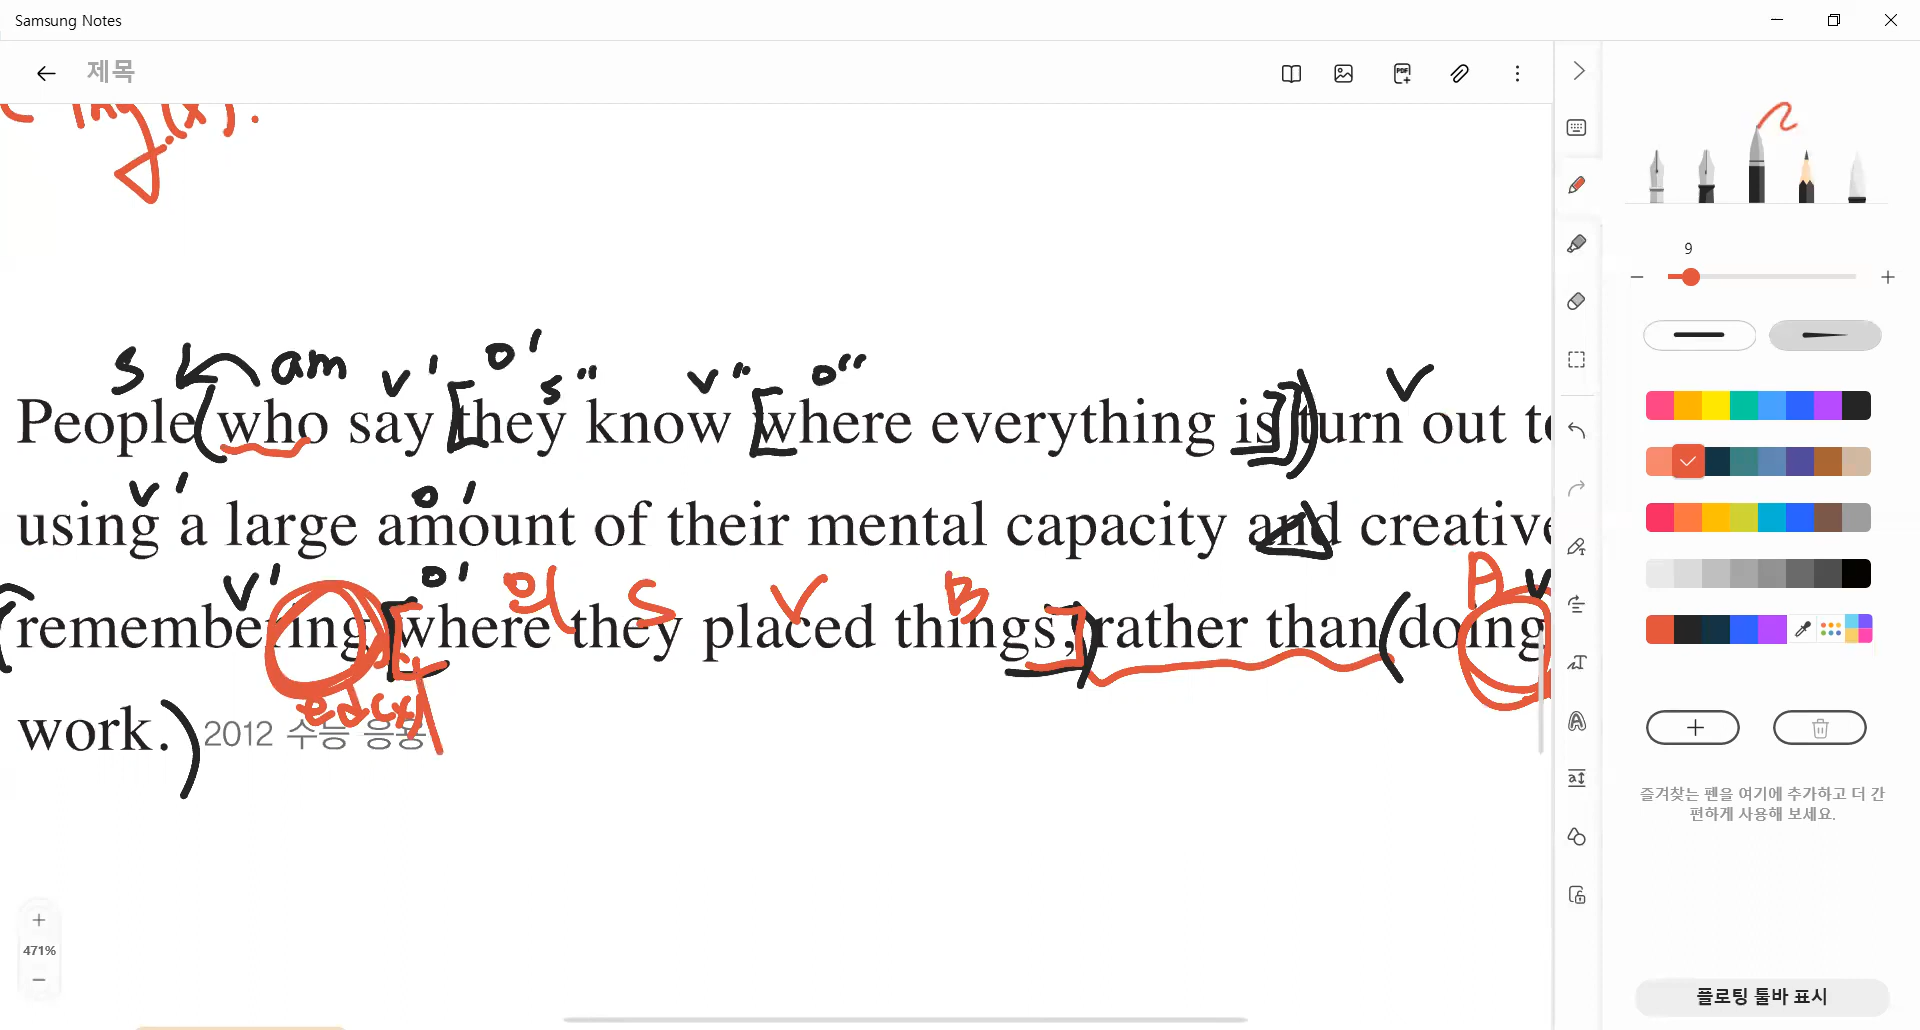 Samsung Notes
제목
ing(x).
9
s am v' o' s" v" o"' v
People who say they know where everything is turn out to
v' o'
using a large amount of their mental capacity and creative
v' o' 의 S V B A v
remembering where they placed things, rather than doing
ed(x)
work. 2012 수능 응용
즐겨찾는 펜을 여기에 추가하고 더 간
편하게 사용해 보세요.
471%
플로팅 툴바 표시